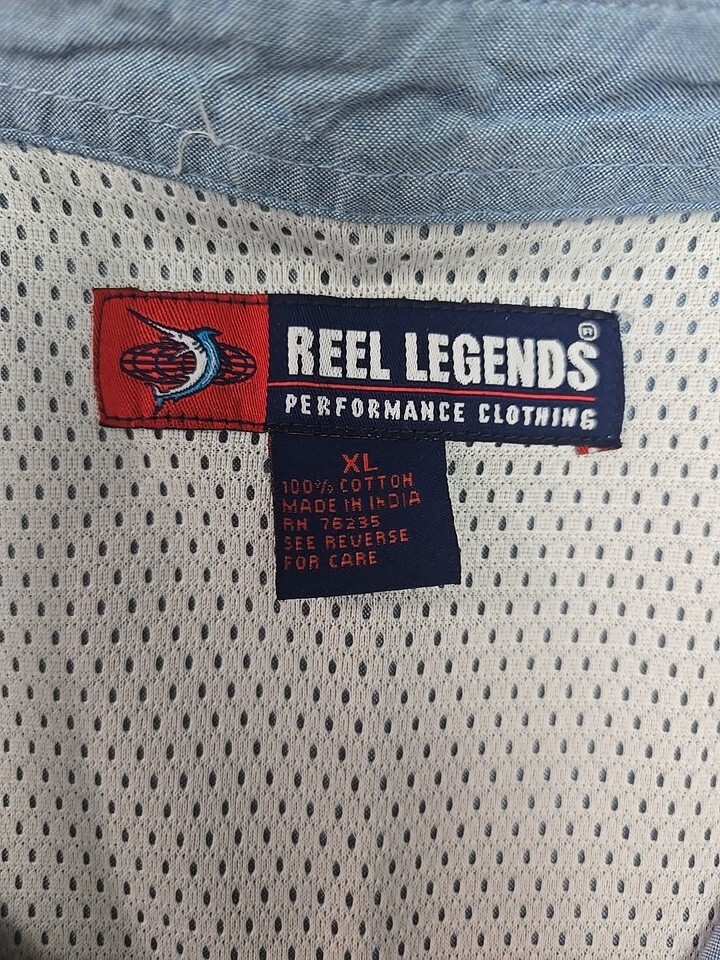 REEL LEGENDS®
PERFORMANCE CLOTHING
XL
100% COTTON
MADE IN INDIA
RN 76235
SEE REVERSE
FOR CARE